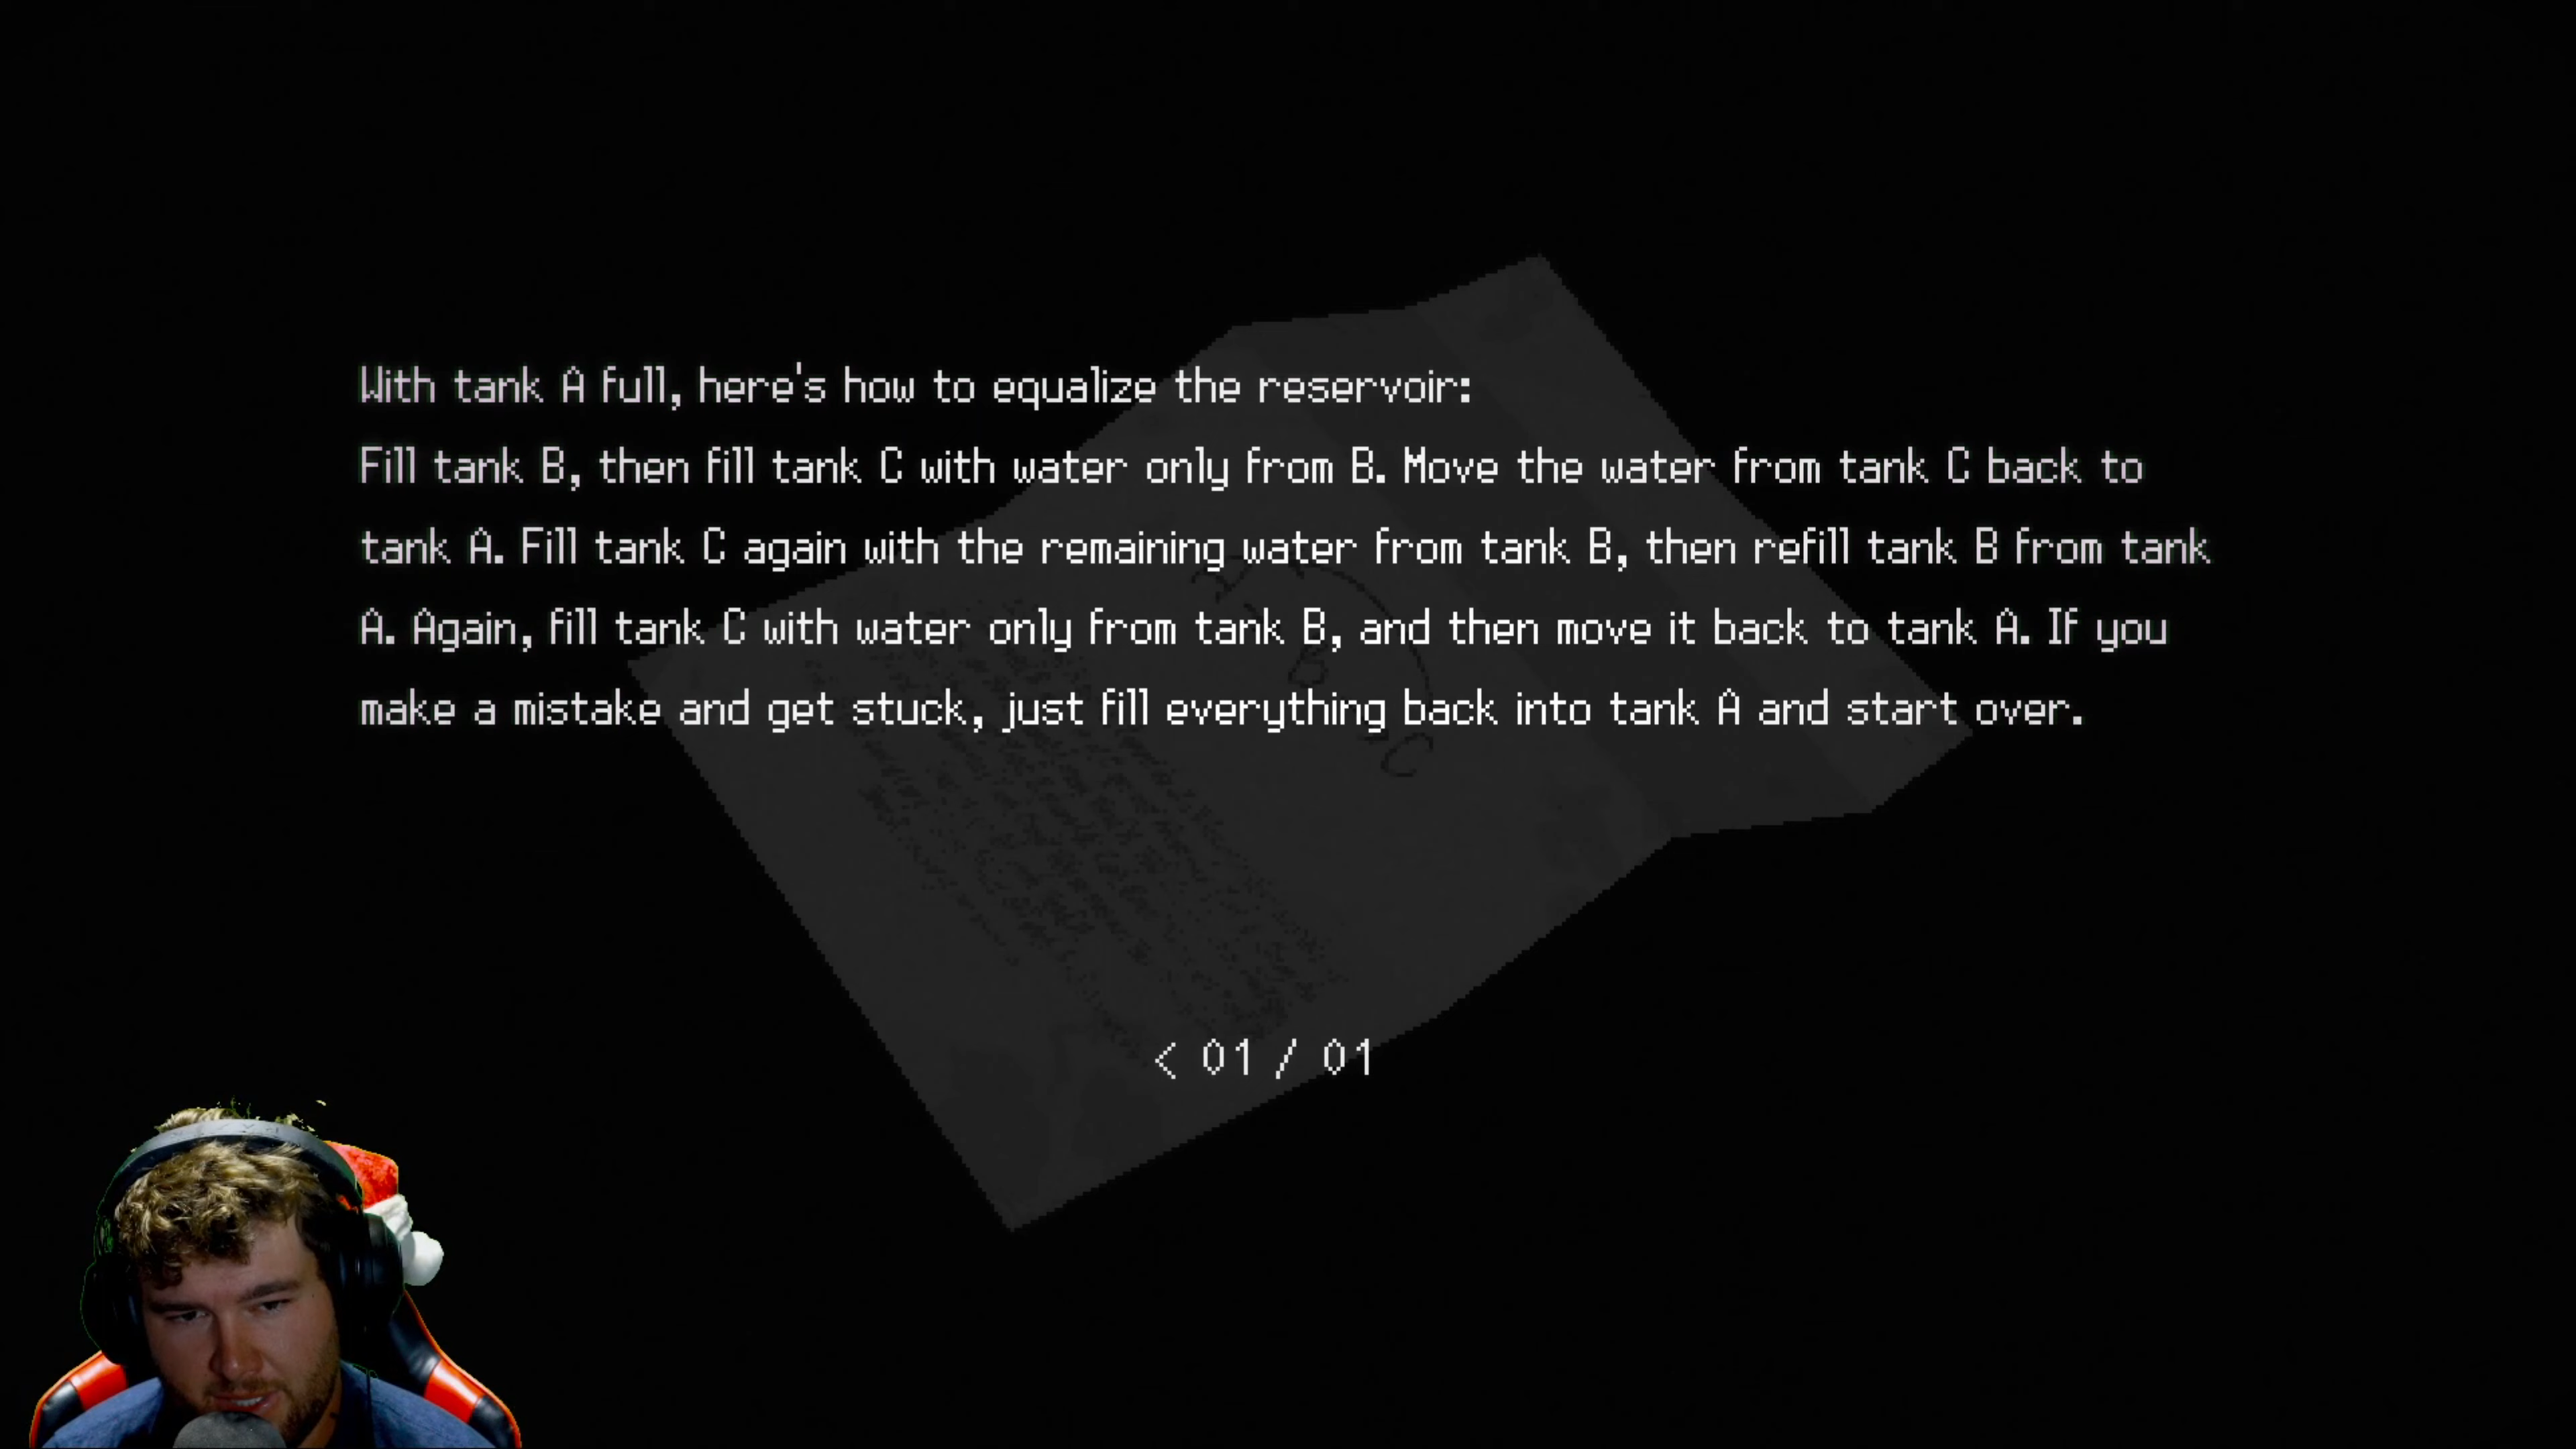 With tank A full, here's how to equalize the reservoir:
Fill tank B, then fill tank C with water only from B. Move the water from tank C back to
tank A. Fill tank C again with the remaining water from tank B, then refill tank B from tank
A. Again, fill tank C with water only from tank B, and then move it back to tank A. If you
make a mistake and get stuck, just fill everything back into tank A and start over.
B
C
< 01 / 01